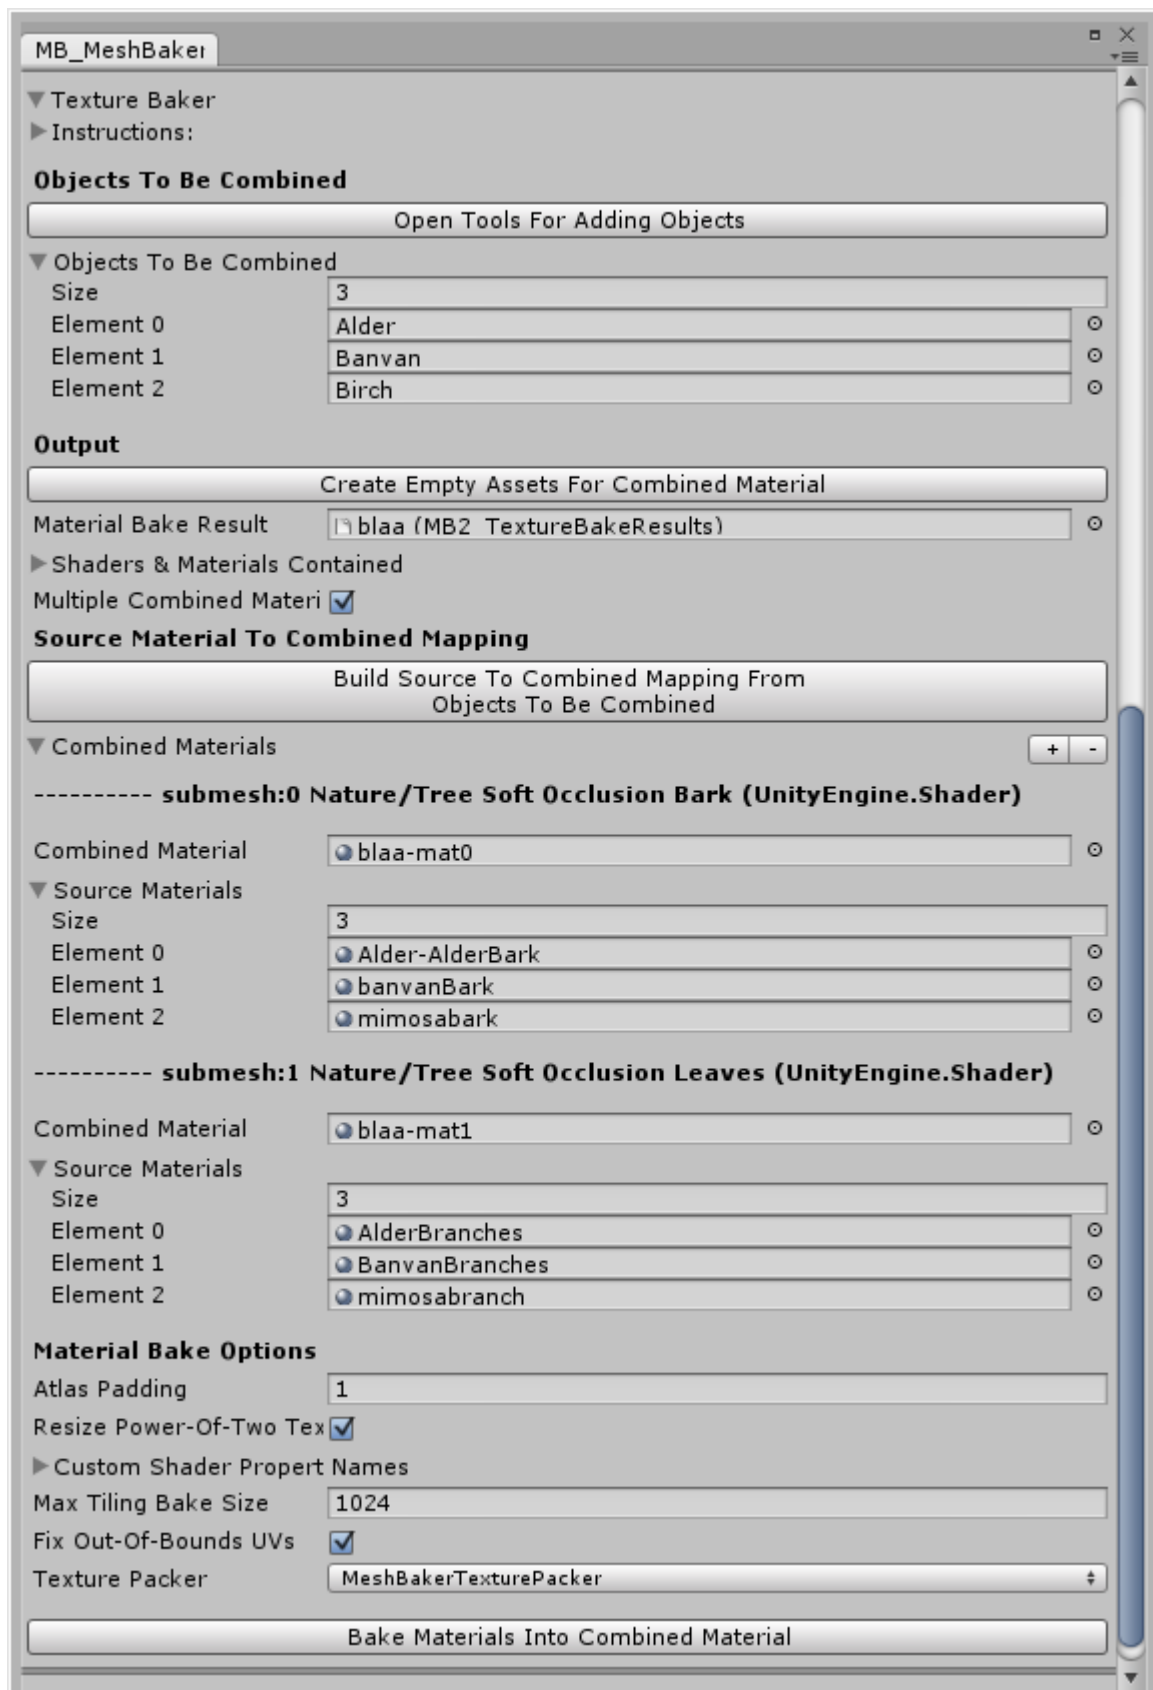 MB_MeshBaker
Texture Baker
Instructions:
Objects To Be Combined
Open Tools For Adding Objects
Objects To Be Combined
Size 3
Element 0 Alder
Element 1 Banvan
Element 2 Birch
Output
Create Empty Assets For Combined Material
Material Bake Result blaa (MB2_TextureBakeResults)
Shaders & Materials Contained
Multiple Combined Materi
Source Material To Combined Mapping
Build Source To Combined Mapping From
Objects To Be Combined
Combined Materials + -
---------- submesh:0 Nature/Tree Soft Occlusion Bark (UnityEngine.Shader)
Combined Material blaa-mat0
Source Materials
Size 3
Element 0 Alder-AlderBark
Element 1 banvanBark
Element 2 mimosabark
---------- submesh:1 Nature/Tree Soft Occlusion Leaves (UnityEngine.Shader)
Combined Material blaa-mat1
Source Materials
Size 3
Element 0 AlderBranches
Element 1 BanvanBranches
Element 2 mimosabranch
Material Bake Options
Atlas Padding 1
Resize Power-Of-Two Tex
Custom Shader Propert Names
Max Tiling Bake Size 1024
Fix Out-Of-Bounds UVs
Texture Packer MeshBakerTexturePacker
Bake Materials Into Combined Material